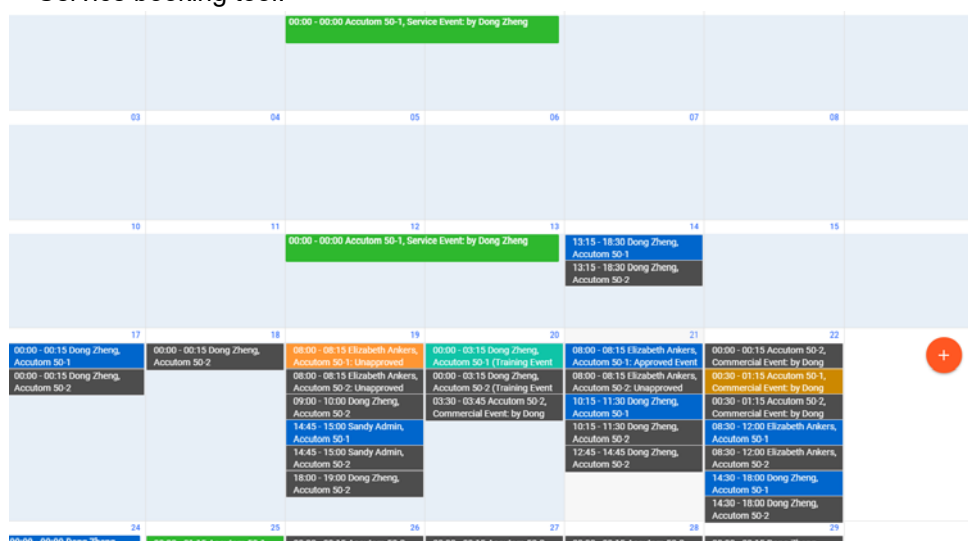 Service booking tool.
00:00 - 00:00 Accutom 50-1, Service Event: by Dong Zheng
03 04 05 06 07 08
10 11 12 13 14 15
00:00 - 00:00 Accutom 50-1, Service Event: by Dong Zheng
13:15 - 18:30 Dong Zheng,
Accutom 50-1
13:15 - 18:30 Dong Zheng,
Accutom 50-2
17 18 19 20 21 22
00:00 - 00:15 Dong Zheng,
Accutom 50-1
00:00 - 00:15 Dong Zheng,
Accutom 50-2
00:00 - 00:15 Dong Zheng,
Accutom 50-2
08:00 - 08:15 Elizabeth Ankers,
Accutom 50-1: Unapproved
08:00 - 08:15 Elizabeth Ankers,
Accutom 50-2: Unapproved
09:00 - 10:00 Dong Zheng,
Accutom 50-2
14:45 - 15:00 Sandy Admin,
Accutom 50-1
14:45 - 15:00 Sandy Admin,
Accutom 50-2
18:00 - 19:00 Dong Zheng,
Accutom 50-2
00:00 - 03:15 Dong Zheng,
Accutom 50-1 (Training Event
00:00 - 03:15 Dong Zheng,
Accutom 50-2 (Training Event
03:30 - 03:45 Accutom 50-2,
Commercial Event: by Dong
08:00 - 08:15 Elizabeth Ankers,
Accutom 50-1: Approved Event
08:00 - 08:15 Elizabeth Ankers,
Accutom 50-2: Unapproved
10:15 - 11:30 Dong Zheng,
Accutom 50-1
10:15 - 11:30 Dong Zheng,
Accutom 50-2
12:45 - 14:45 Dong Zheng,
Accutom 50-2
00:00 - 00:15 Accutom 50-2,
Commercial Event: by Dong
00:30 - 01:15 Accutom 50-1,
Commercial Event: by Dong
00:30 - 01:15 Accutom 50-2,
Commercial Event: by Dong
08:30 - 12:00 Elizabeth Ankers,
Accutom 50-1
08:30 - 12:00 Elizabeth Ankers,
Accutom 50-2
14:30 - 18:00 Dong Zheng,
Accutom 50-1
14:30 - 18:00 Dong Zheng,
Accutom 50-2
+
24 25 26 27 28 29